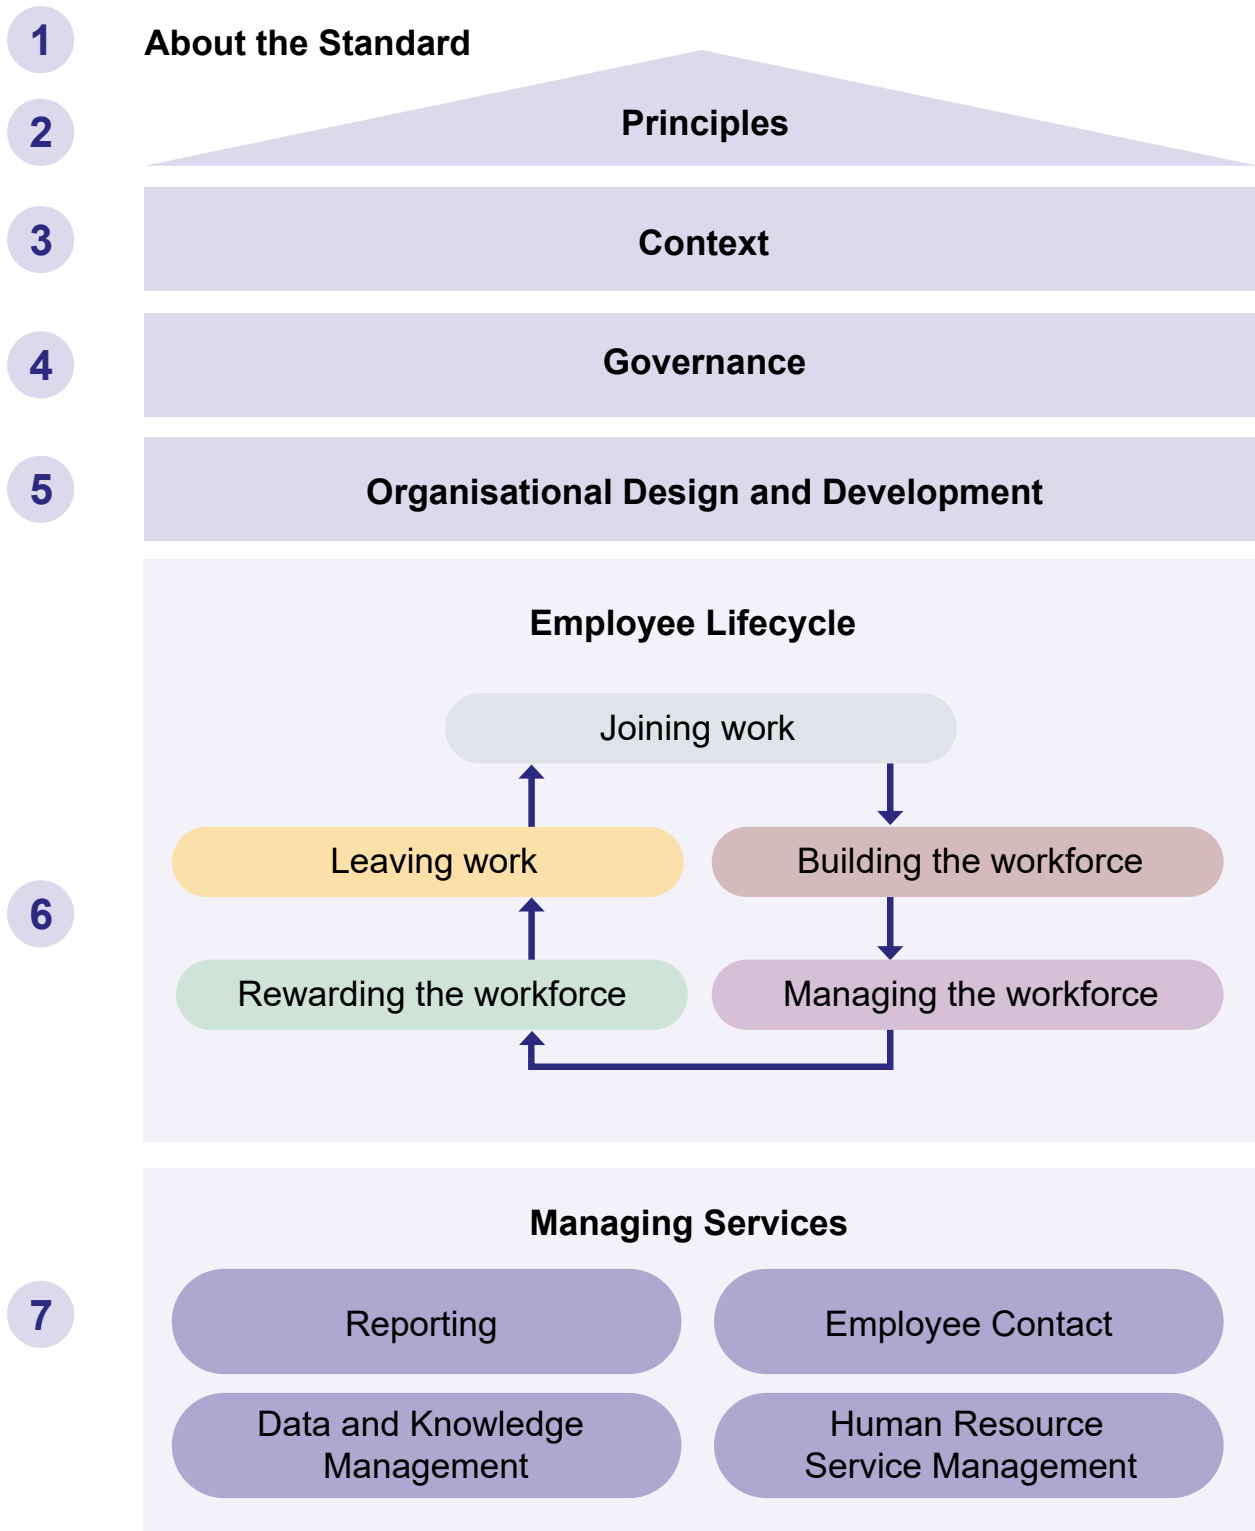 1
About the Standard
2
Principles
3
Context
4
Governance
5
Organisational Design and Development
6
Employee Lifecycle
Joining work
Leaving work
Building the workforce
Rewarding the workforce
Managing the workforce
7
Managing Services
Reporting
Employee Contact
Data and Knowledge
Management
Human Resource
Service Management